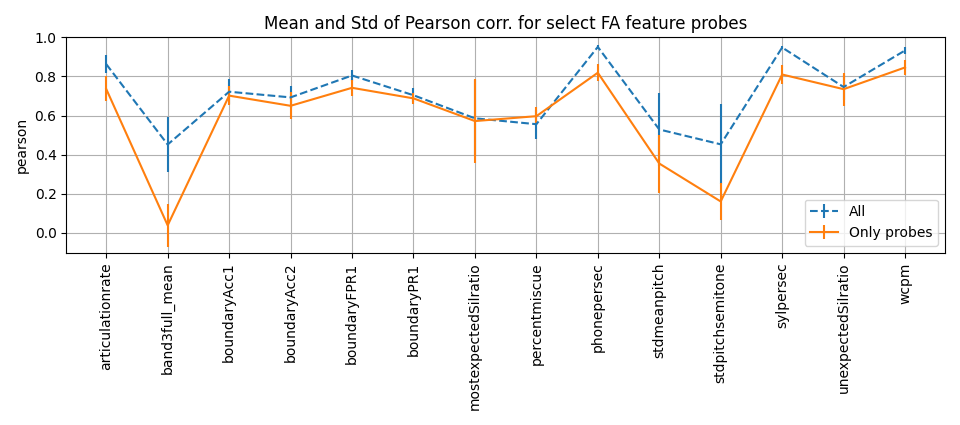 Mean and Std of Pearson corr. for select FA feature probes
pearson
1.0
0.8
0.6
0.4
0.2
0.0
All
Only probes
articulationrate
band3full_mean
boundaryAcc1
boundaryAcc2
boundaryFPR1
boundaryPR1
mostexpectedSilratio
percentmiscue
phonepersec
stdmeanpitch
stdpitchsemitone
sylpersec
unexpectedSilratio
wcpm